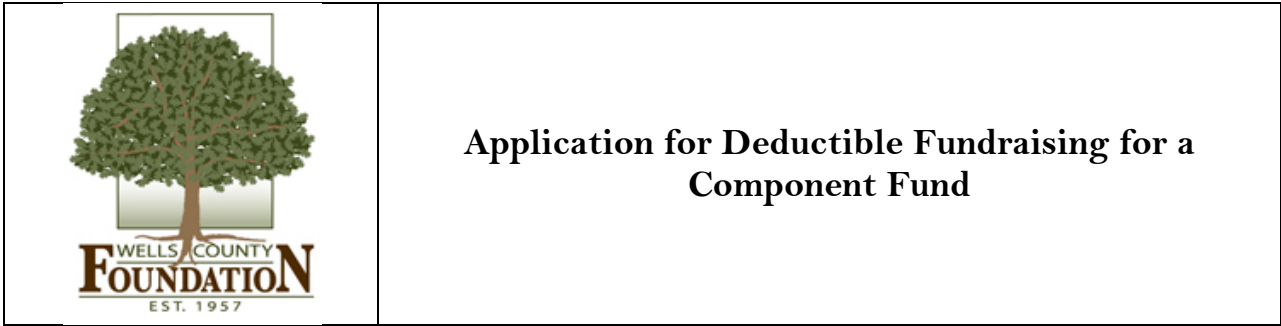 WELLS COUNTY
FOUNDATION
EST. 1957
Application for Deductible Fundraising for a
Component Fund